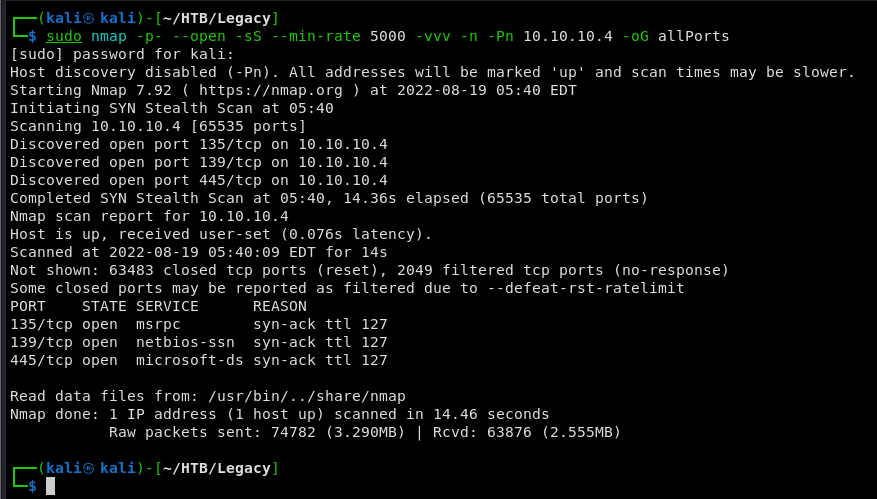 ┌──(kali㉿kali)-[~/HTB/Legacy]
└─$ sudo nmap -p- --open -sS --min-rate 5000 -vvv -n -Pn 10.10.10.4 -oG allPorts
[sudo] password for kali:
Host discovery disabled (-Pn). All addresses will be marked 'up' and scan times may be slower.
Starting Nmap 7.92 ( https://nmap.org ) at 2022-08-19 05:40 EDT
Initiating SYN Stealth Scan at 05:40
Scanning 10.10.10.4 [65535 ports]
Discovered open port 135/tcp on 10.10.10.4
Discovered open port 139/tcp on 10.10.10.4
Discovered open port 445/tcp on 10.10.10.4
Completed SYN Stealth Scan at 05:40, 14.36s elapsed (65535 total ports)
Nmap scan report for 10.10.10.4
Host is up, received user-set (0.076s latency).
Scanned at 2022-08-19 05:40:09 EDT for 14s
Not shown: 63483 closed tcp ports (reset), 2049 filtered tcp ports (no-response)
Some closed ports may be reported as filtered due to --defeat-rst-ratelimit
PORT    STATE SERVICE      REASON
135/tcp open  msrpc        syn-ack ttl 127
139/tcp open  netbios-ssn  syn-ack ttl 127
445/tcp open  microsoft-ds syn-ack ttl 127
Read data files from: /usr/bin/../share/nmap
Nmap done: 1 IP address (1 host up) scanned in 14.46 seconds
           Raw packets sent: 74782 (3.290MB) | Rcvd: 63876 (2.555MB)
┌──(kali㉿kali)-[~/HTB/Legacy]
└─$